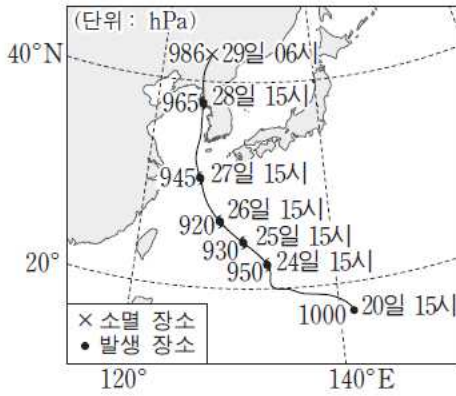 (단위 : hPa)
40°N
986×29일 06시
965 28일 15시
945 27일 15시
920 26일 15시
930 25일 15시
950 24일 15시
20°
1000 20일 15시
× 소멸 장소
● 발생 장소
120°
140°E